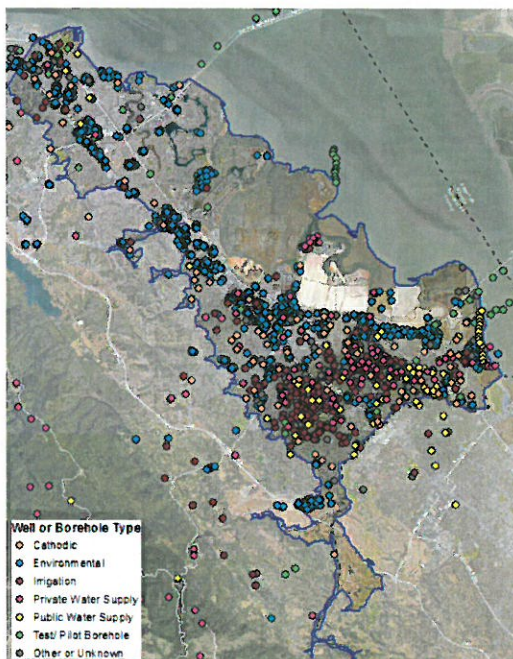 Well or Borehole Type
Cathodic
Environmental
Irrigation
Private Water Supply
Public Water Supply
Test/ Pilot Borehole
Other or Unknown